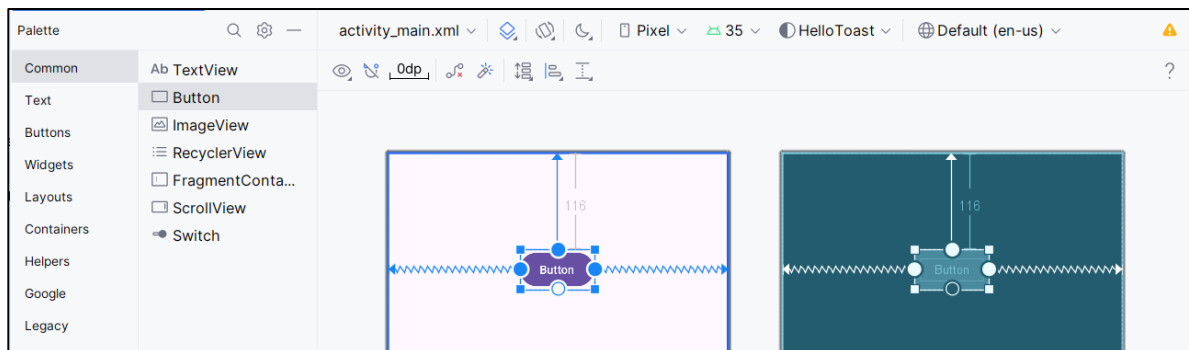 Palette
activity_main.xml
Pixel
35
HelloToast
Default (en-us)
Common
Text
Buttons
Widgets
Layouts
Containers
Helpers
Google
Legacy
Ab TextView
Button
ImageView
RecyclerView
FragmentConta...
ScrollView
Switch
0dp
?
116
Button
116
Button